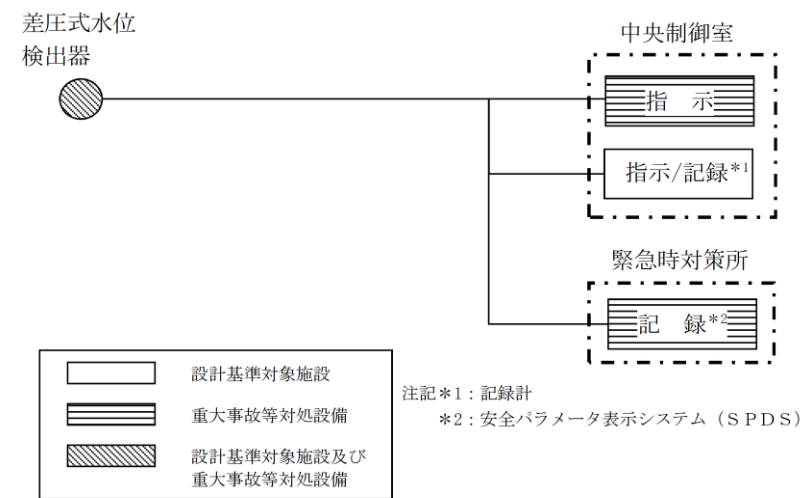 差圧式水位
検出器
中央制御室
指　示
指示/記録*1
緊急時対策所
記　録*2
設計基準対象施設
重大事故等対処設備
設計基準対象施設及び
重大事故等対処設備
注記*1：記録計
*2：安全パラメータ表示システム（ＳＰＤＳ）